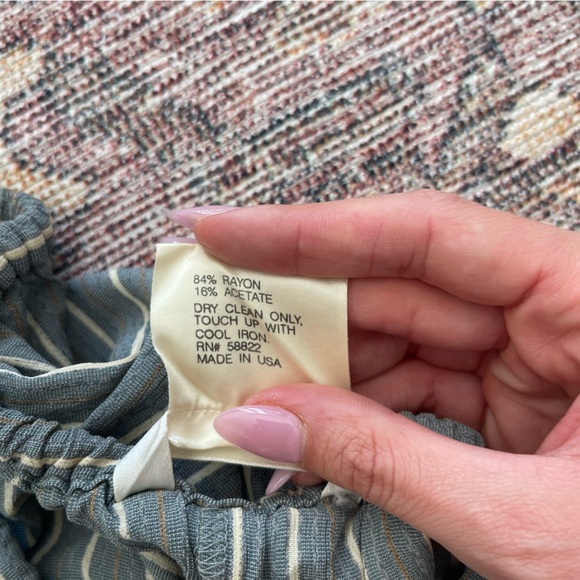 84% RAYON
16% ACETATE
DRY CLEAN ONLY,
TOUCH UP WITH
COOL IRON.
RN# 58822
MADE IN USA